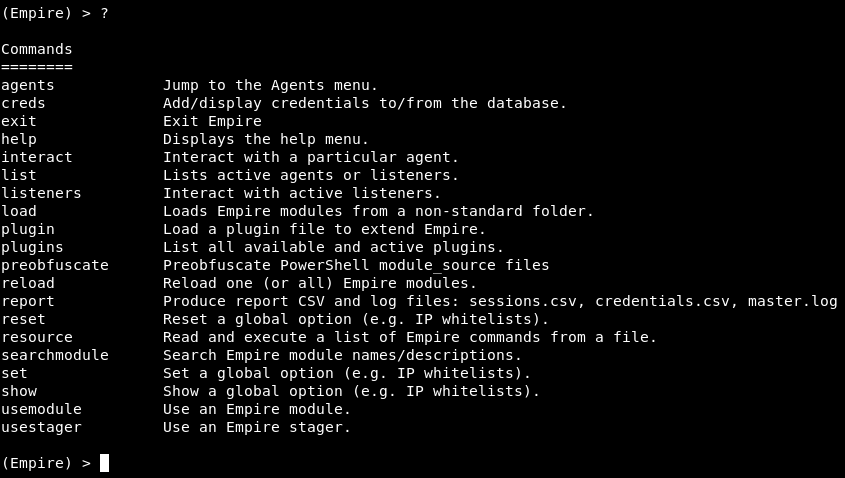 (Empire) > ?
Commands
========
agents Jump to the Agents menu.
creds Add/display credentials to/from the database.
exit Exit Empire
help Displays the help menu.
interact Interact with a particular agent.
list Lists active agents or listeners.
listeners Interact with active listeners.
load Loads Empire modules from a non-standard folder.
plugin Load a plugin file to extend Empire.
plugins List all available and active plugins.
preobfuscate Preobfuscate PowerShell module_source files
reload Reload one (or all) Empire modules.
report Produce report CSV and log files: sessions.csv, credentials.csv, master.log
reset Reset a global option (e.g. IP whitelists).
resource Read and execute a list of Empire commands from a file.
searchmodule Search Empire module names/descriptions.
set Set a global option (e.g. IP whitelists).
show Show a global option (e.g. IP whitelists).
usemodule Use an Empire module.
usestager Use an Empire stager.
(Empire) >